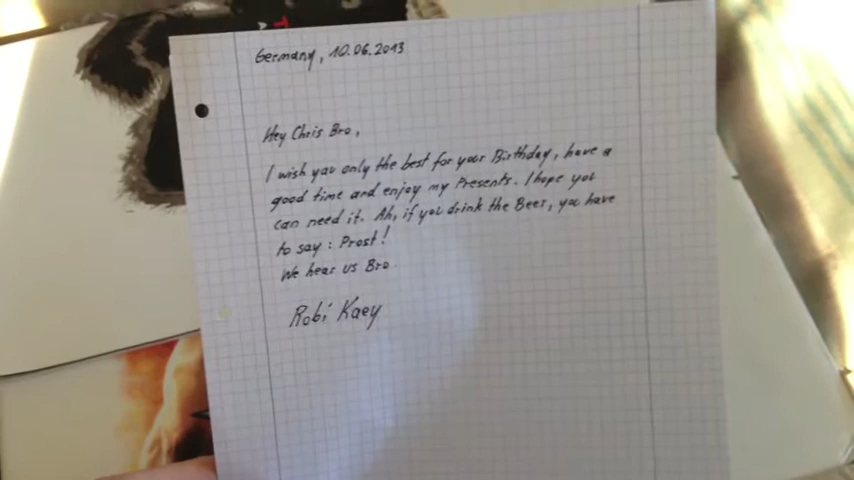 Germany, 10.06.2013
Hey Chris Bro,
I wish you only the best for your Birthday, have a
good time and enjoy my Presents. I hope you
can need it. Ah, if you drink the Beer, you have
to say: Prost!
We hear us Bro.
Robi Kaey